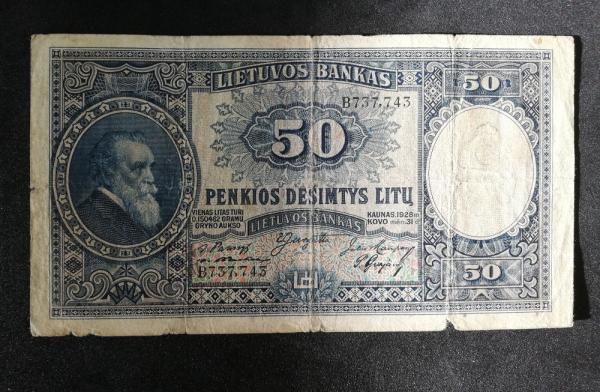 LIETUVOS BANKAS
50
B737,743
50
PENKIOS DEŠIMTYS LITŲ
VIENAS LITAS TURI
0,150462 GRAMŲ
GRYNO AUKSO
LIETUVOS BANKAS
KAUNAS, 1928 m
KOVO mėn. 31 d
B737,743
50